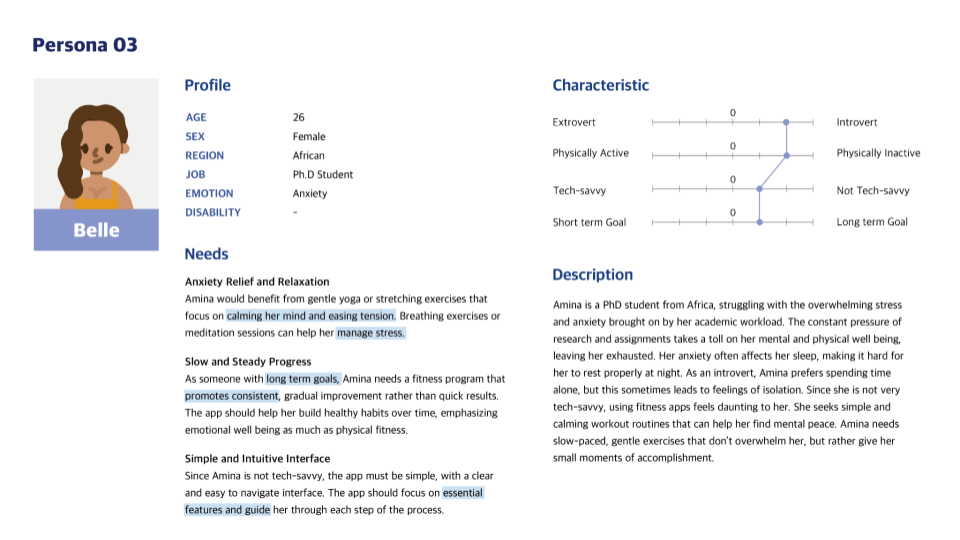 Persona 03
Belle
Profile
AGE 26
SEX Female
REGION African
JOB Ph.D Student
EMOTION Anxiety
DISABILITY -
Needs
Anxiety Relief and Relaxation
Amina would benefit from gentle yoga or stretching exercises that
focus on calming her mind and easing tension. Breathing exercises or
meditation sessions can help her manage stress.
Slow and Steady Progress
As someone with long term goals, Amina needs a fitness program that
promotes consistent, gradual improvement rather than quick results.
The app should help her build healthy habits over time, emphasizing
emotional well being as much as physical fitness.
Simple and Intuitive Interface
Since Amina is not tech-savvy, the app must be simple, with a clear
and easy to navigate interface. The app should focus on essential
features and guide her through each step of the process.
Characteristic
0
Extrovert Introvert
0
Physically Active Physically Inactive
0
Tech-savvy Not Tech-savvy
0
Short term Goal Long term Goal
Description
Amina is a PhD student from Africa, struggling with the overwhelming stress
and anxiety brought on by her academic workload. The constant pressure of
research and assignments takes a toll on her mental and physical well being,
leaving her exhausted. Her anxiety often affects her sleep, making it hard for
her to rest properly at night. As an introvert, Amina prefers spending time
alone, but this sometimes leads to feelings of isolation. Since she is not very
tech-savvy, using fitness apps feels daunting to her. She seeks simple and
calming workout routines that can help her find mental peace. Amina needs
slow-paced, gentle exercises that don't overwhelm her, but rather give her
small moments of accomplishment.